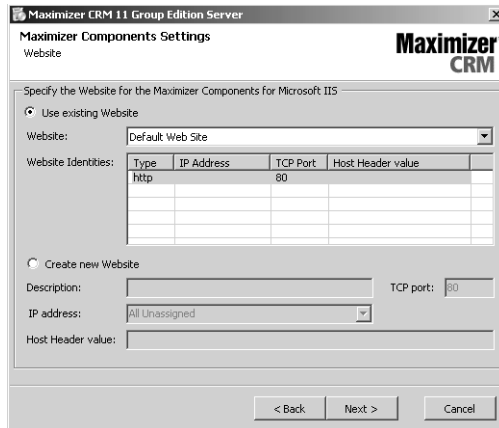 Maximizer CRM 11 Group Edition Server
Maximizer Components Settings
Website
Maximizer
CRM
Specify the Website for the Maximizer Components for Microsoft IIS
Use existing Website
Website: Default Web Site
Website Identities: Type IP Address TCP Port Host Header value
http 80
Create new Website
Description: TCP port: 80
IP address: All Unassigned
Host Header value:
< Back Next > Cancel